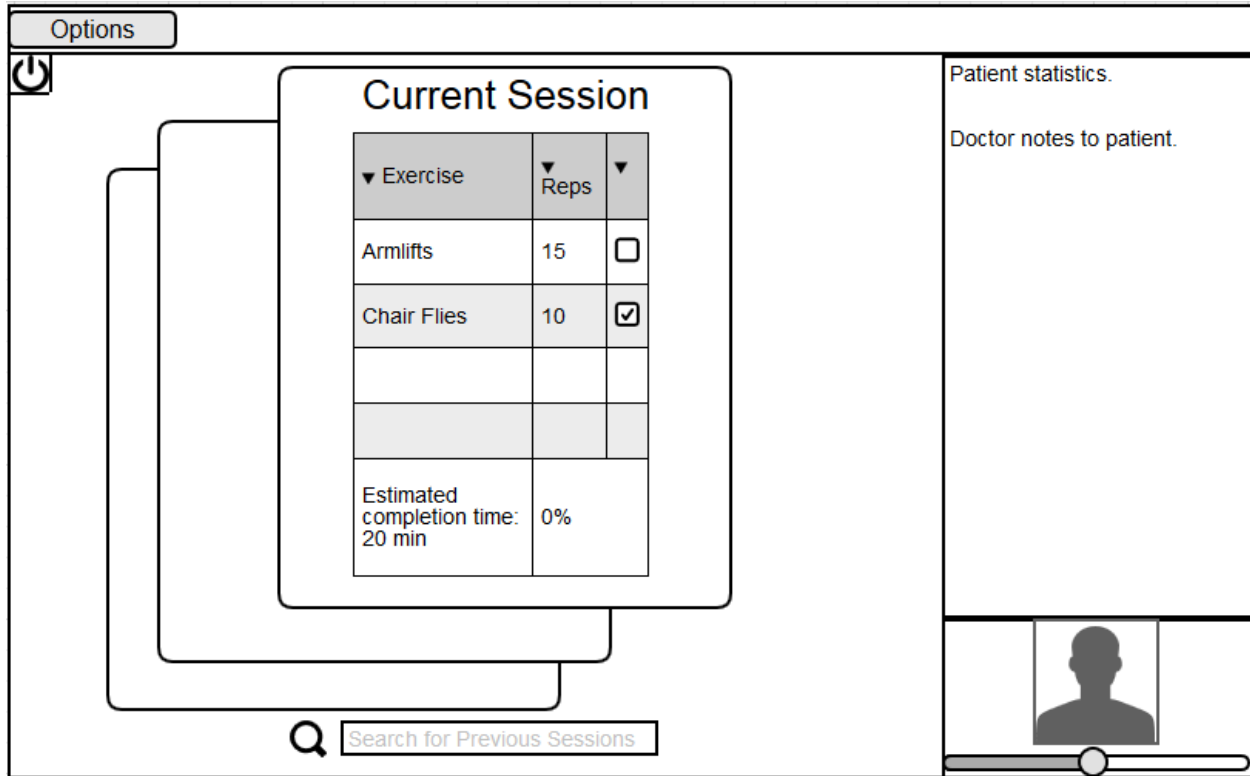 Options
Current Session
Patient statistics.
Doctor notes to patient.
▼ Exercise
▼
Reps
▼
Armlifts
15
Chair Flies
10
Estimated
completion time:
20 min
0%
Search for Previous Sessions